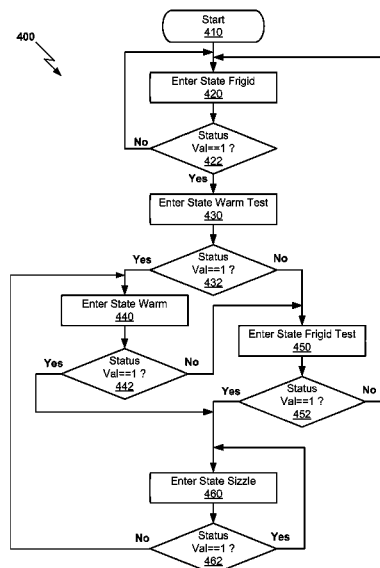 Start
410
400
Enter State Frigid
420
No
Status
Val==1 ?
422
Yes
Enter State Warm Test
430
Yes
Status
Val==1 ?
432
No
Enter State Warm
440
Enter State Frigid Test
450
Yes
Status
Val==1 ?
442
No
Yes
Status
Val==1 ?
452
No
Enter State Sizzle
460
No
Status
Val==1 ?
462
Yes